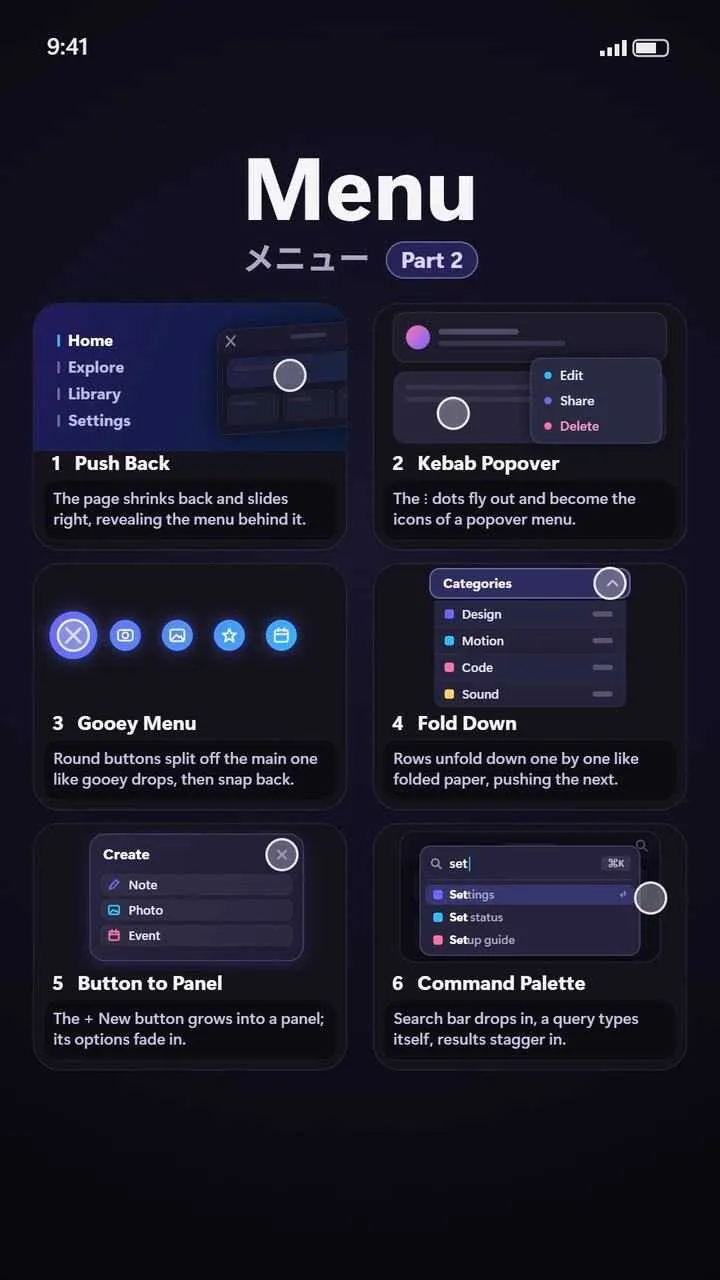 9:41
Menu
メニュー Part 2
Home
Explore
Library
Settings
1 Push Back
The page shrinks back and slides
right, revealing the menu behind it.
Edit
Share
Delete
2 Kebab Popover
The ⋮ dots fly out and become the
icons of a popover menu.
3 Gooey Menu
Round buttons split off the main one
like gooey drops, then snap back.
Categories
Design
Motion
Code
Sound
4 Fold Down
Rows unfold down one by one like
folded paper, pushing the next.
Create
Note
Photo
Event
5 Button to Panel
The + New button grows into a panel;
its options fade in.
set ⌘K
Settings
Set status
Setup guide
6 Command Palette
Search bar drops in, a query types
itself, results stagger in.